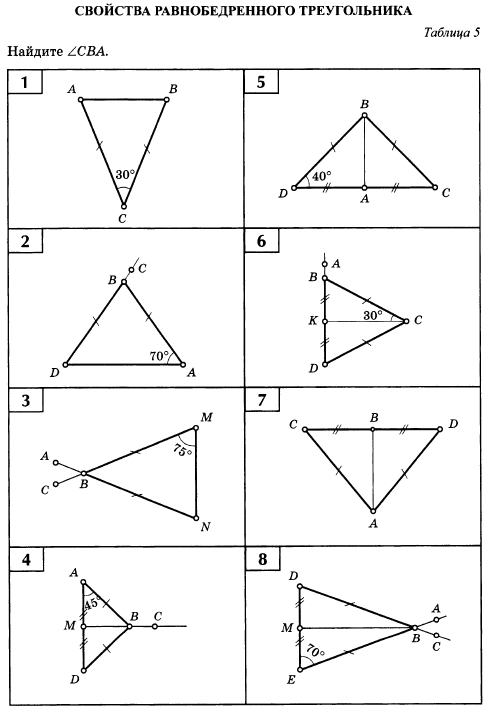 СВОЙСТВА РАВНОБЕДРЕННОГО ТРЕУГОЛЬНИКА
Таблица 5
Найдите ∠CBA.
1
A B
30°
C
2
B C
70°
D A
3
M
75°
A
B
C
N
4
A
45°
M B C
D
5
B
40°
D A C
6
A
B
K 30° C
D
7
C B D
A
8
D
A
M B
C
70°
E